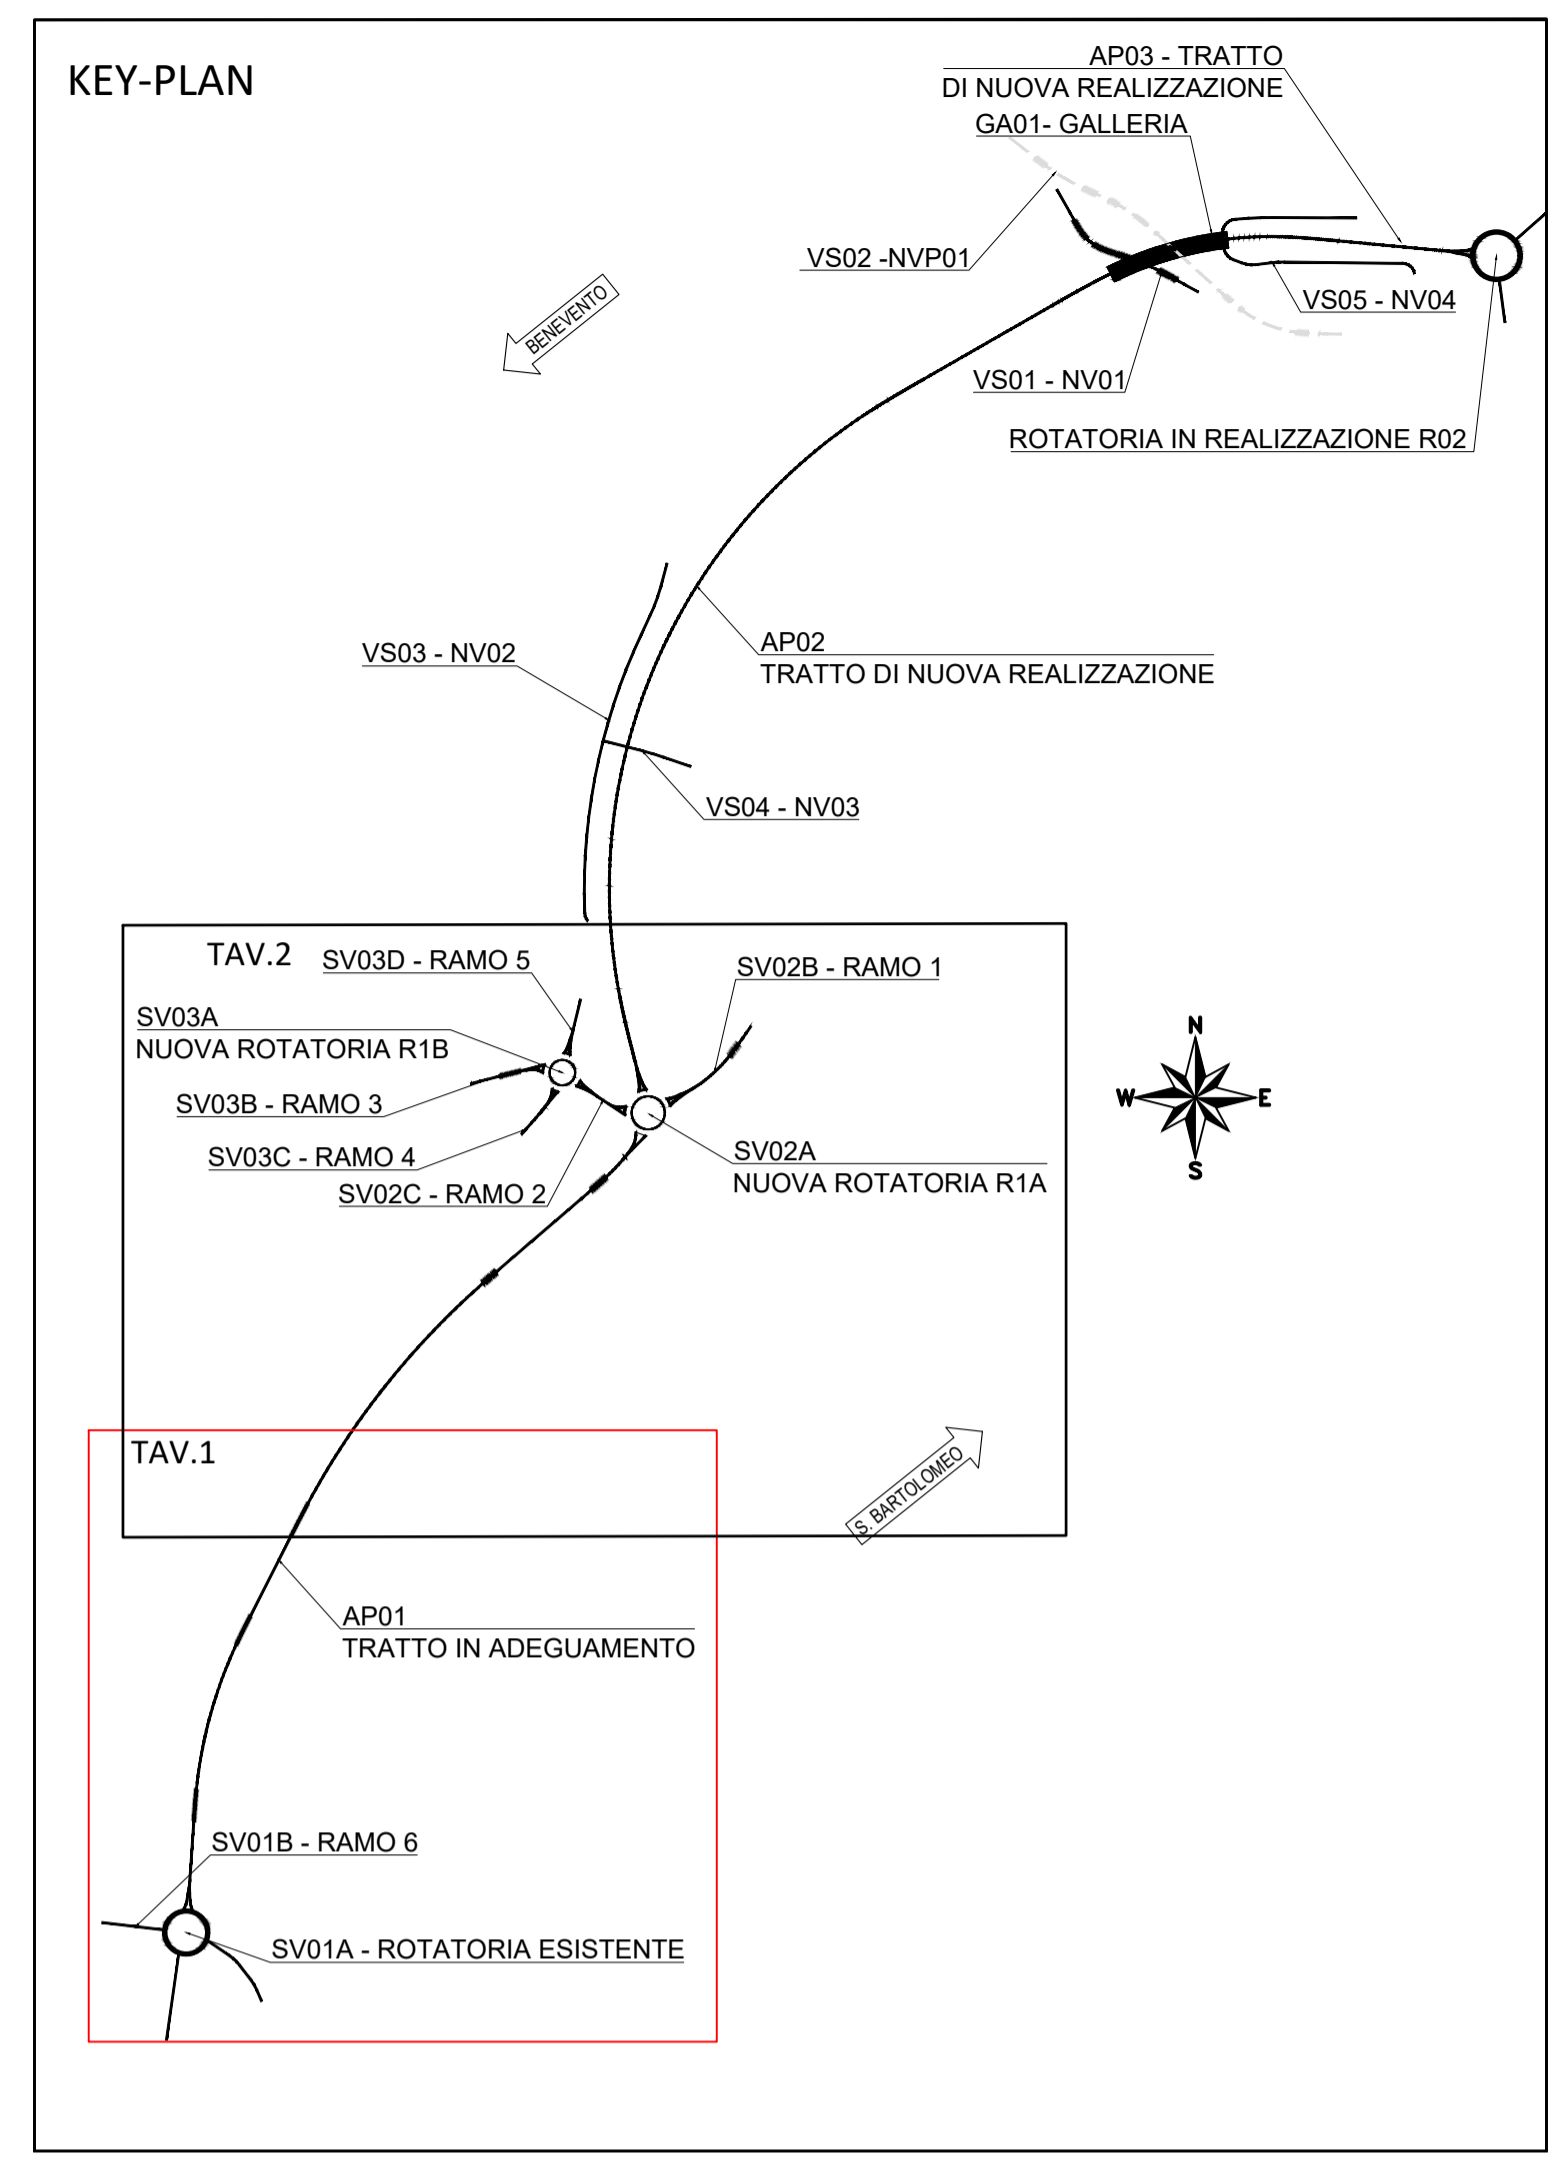 KEY-PLAN
AP03 - TRATTO
DI NUOVA REALIZZAZIONE
GA01- GALLERIA
VS02 -NVP01
BENEVENTO
VS05 - NV04
VS01 - NV01
ROTATORIA IN REALIZZAZIONE R02
AP02
TRATTO DI NUOVA REALIZZAZIONE
VS03 - NV02
VS04 - NV03
TAV.2
SV03D - RAMO 5
SV02B - RAMO 1
SV03A
NUOVA ROTATORIA R1B
SV03B - RAMO 3
SV03C - RAMO 4
SV02C - RAMO 2
SV02A
NUOVA ROTATORIA R1A
N
W
E
S
TAV.1
S. BARTOLOMEO
AP01
TRATTO IN ADEGUAMENTO
SV01B - RAMO 6
SV01A - ROTATORIA ESISTENTE